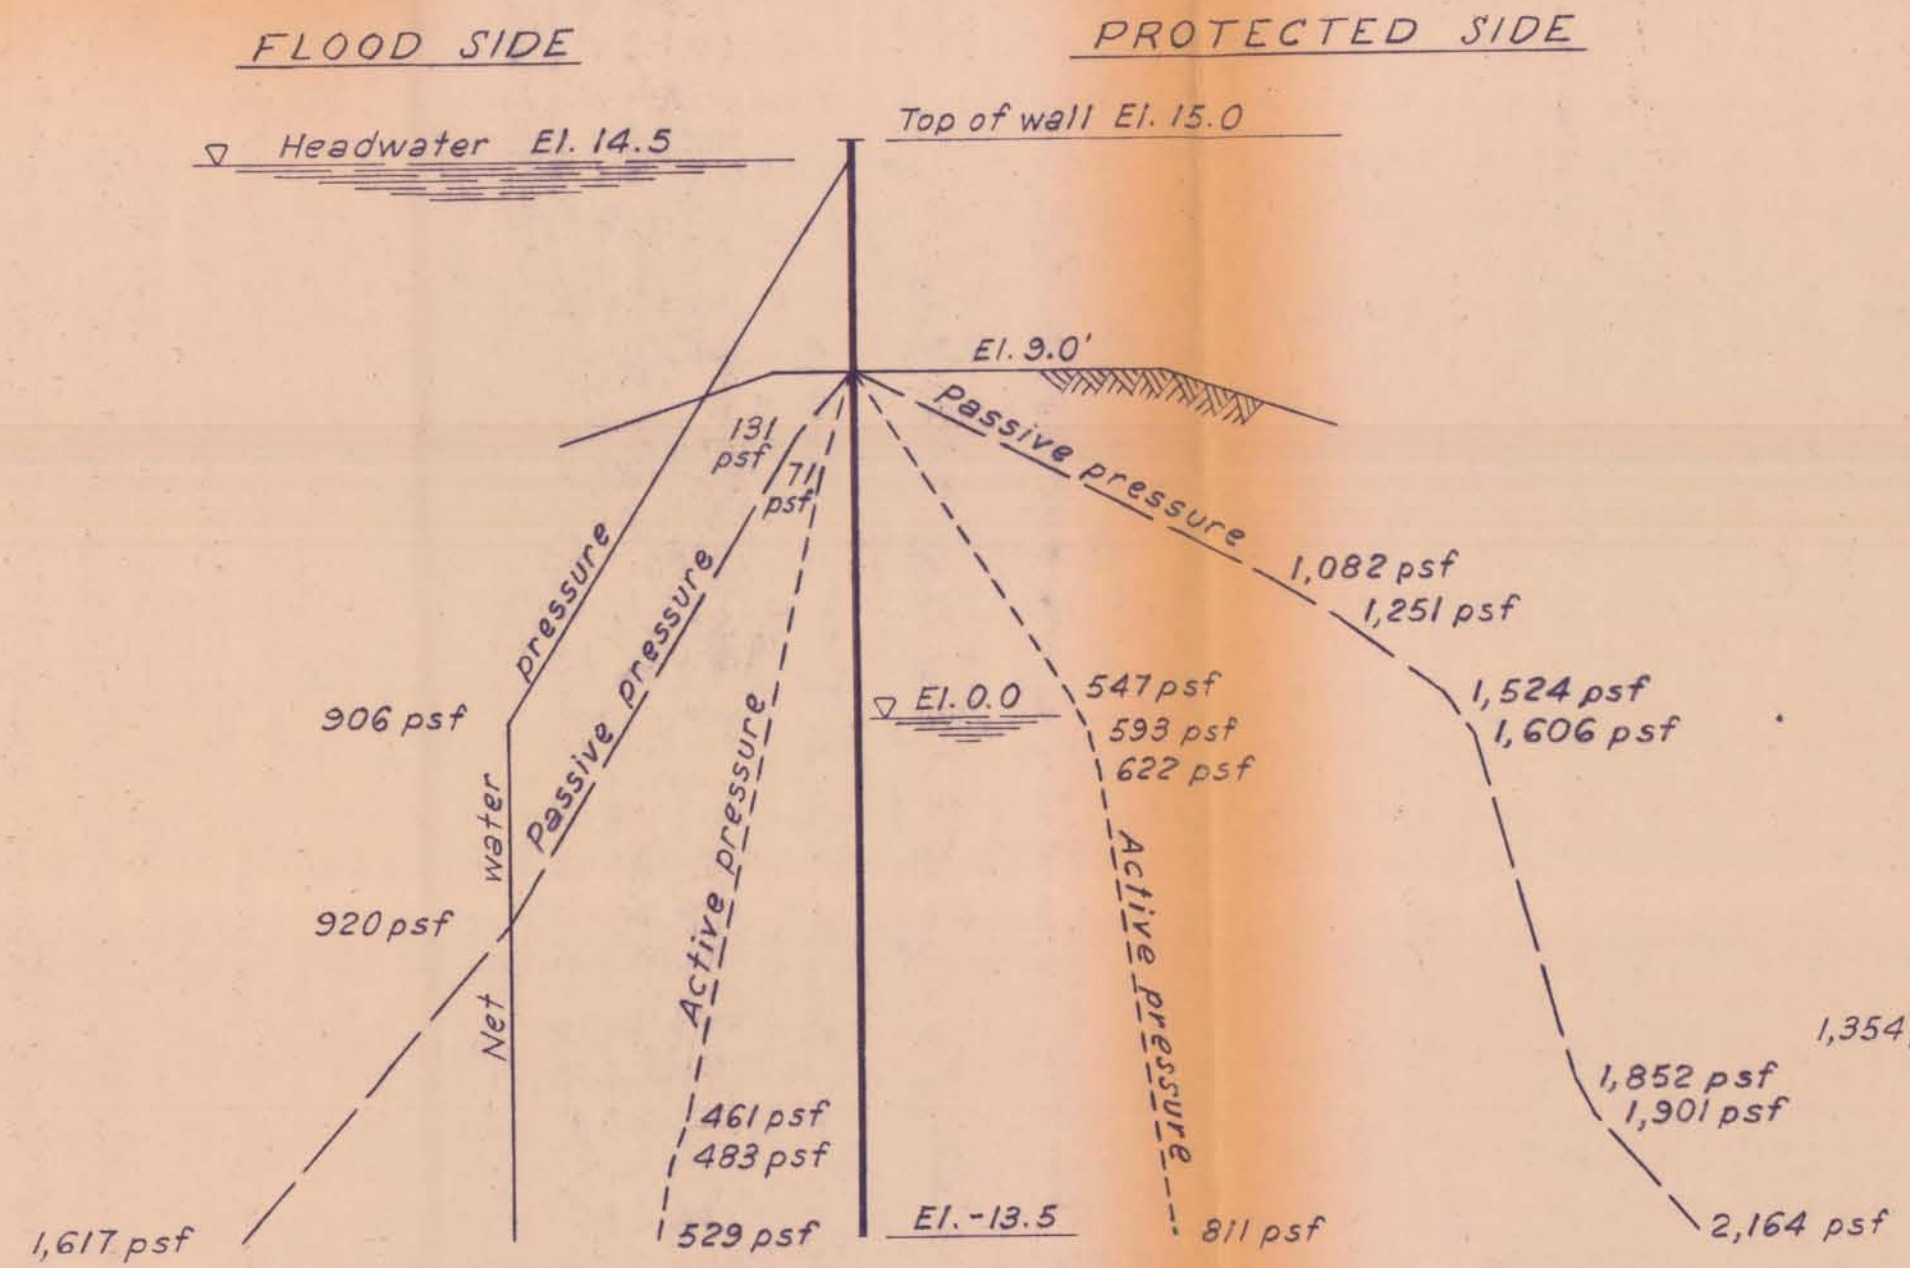 FLOOD SIDE
PROTECTED SIDE
Headwater El. 14.5
Top of wall El. 15.0
El. 9.0'
131
psf
71
psf
Passive pressure
pressure
Passive pressure
1,082 psf
1,251 psf
Active pressure
547 psf
El. 0.0
1,524 psf
906 psf
593 psf
1,606 psf
622 psf
water
Active pressure
920 psf
Net
1,354
1,852 psf
461 psf
1,901 psf
483 psf
1,617 psf
529 psf
El. -13.5
811 psf
2,164 psf